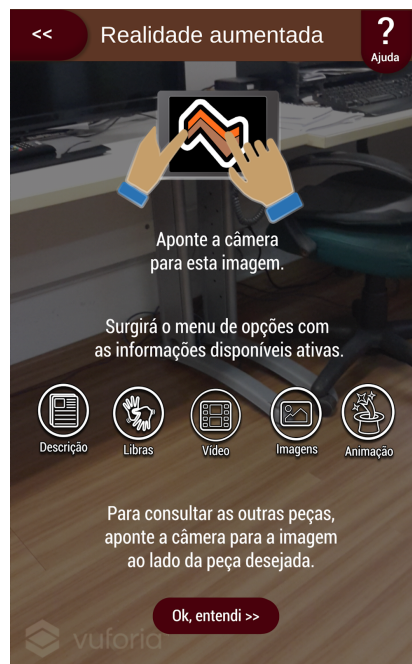 <<
Realidade aumentada
?
Ajuda
Aponte a câmera
para esta imagem.
Surgirá o menu de opções com
as informações disponíveis ativas.
Descrição
Libras
Vídeo
Imagens
Animação
Para consultar as outras peças,
aponte a câmera para a imagem
ao lado da peça desejada.
Ok, entendi >>
vuforia